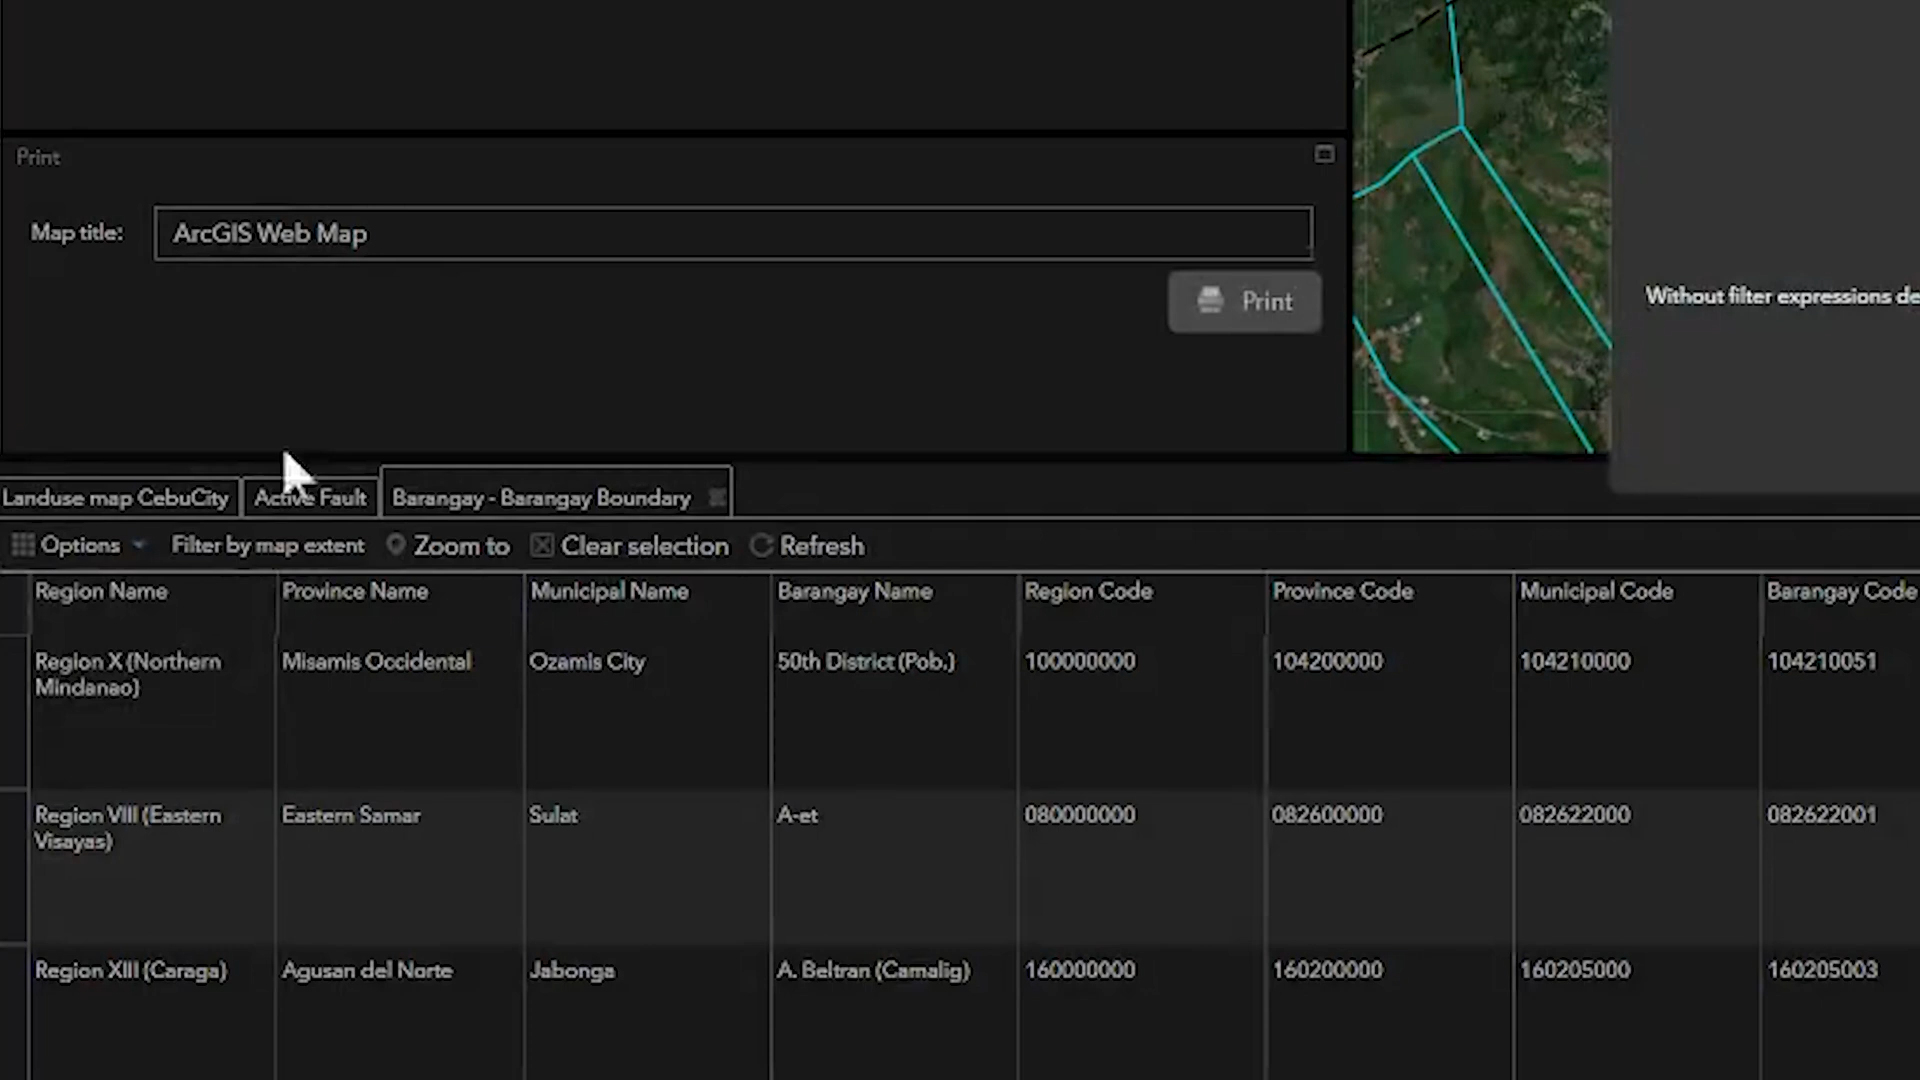 Print
Map title:
ArcGIS Web Map
Print
Without filter expressions de
Landuse map CebuCity
Active Fault
Barangay - Barangay Boundary
Options
Filter by map extent
Zoom to
Clear selection
Refresh
Region Name
Province Name
Municipal Name
Barangay Name
Region Code
Province Code
Municipal Code
Barangay Code
Region X (Northern
Mindanao)
Misamis Occidental
Ozamis City
50th District (Pob.)
100000000
104200000
104210000
104210051
Region VIII (Eastern
Visayas)
Eastern Samar
Sulat
A-et
080000000
082600000
082622000
082622001
Region XIII (Caraga)
Agusan del Norte
Jabonga
A. Beltran (Camalig)
160000000
160200000
160205000
160205003